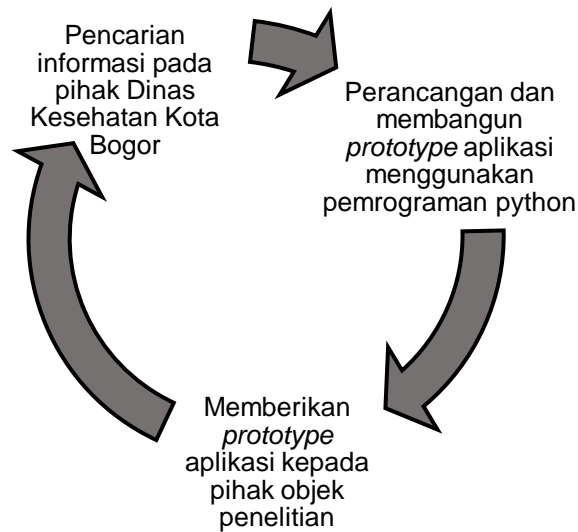 Pencarian
informasi pada
pihak Dinas
Kesehatan Kota
Bogor
Perancangan dan
membangun
prototype aplikasi
menggunakan
pemrograman python
Memberikan
prototype
aplikasi kepada
pihak objek
penelitian